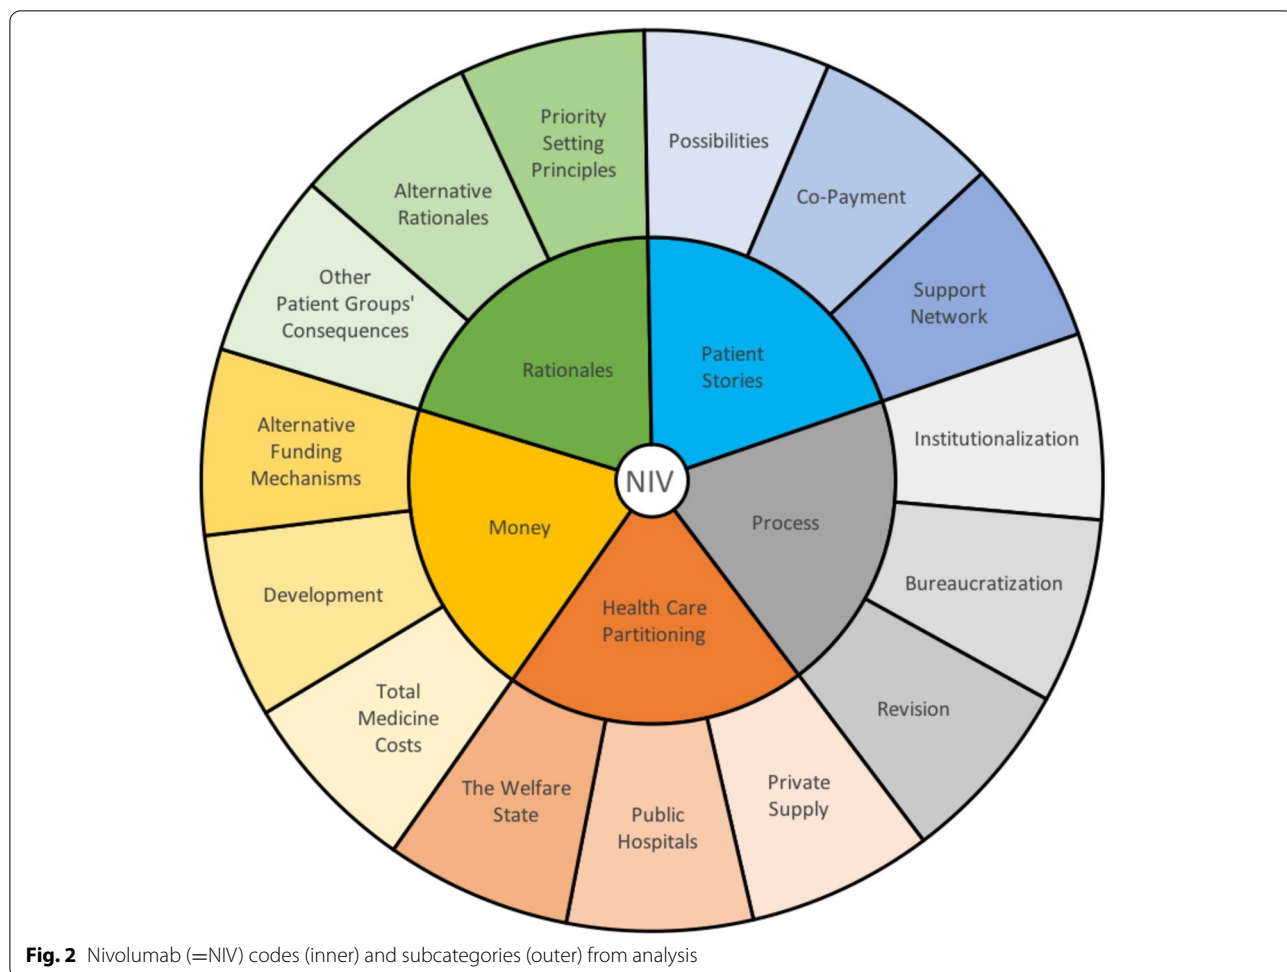 Priority
Setting
Principles
Possibilities
Alternative
Rationales
Co-Payment
Other
Patient Groups'
Consequences
Support
Network
Rationales
Patient
Stories
Alternative
Funding
Mechanisms
Institutionalization
NIV
Money
Process
Development
Bureaucratization
Health Care
Partitioning
Total
Medicine
Costs
Revision
The Welfare
State
Public
Hospitals
Private
Supply
Fig. 2 Nivolumab (=NIV) codes (inner) and subcategories (outer) from analysis